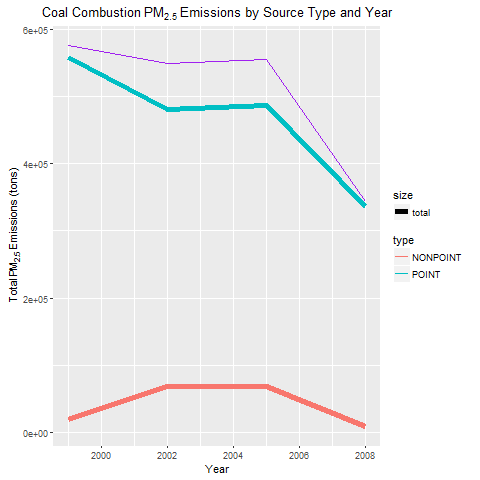 Coal Combustion PM2.5 Emissions by Source Type and Year
6e+05
4e+05
2e+05
0e+00
Total PM2.5 Emissions (tons)
2000
2002
2004
2006
2008
Year
size
total
type
NONPOINT
POINT